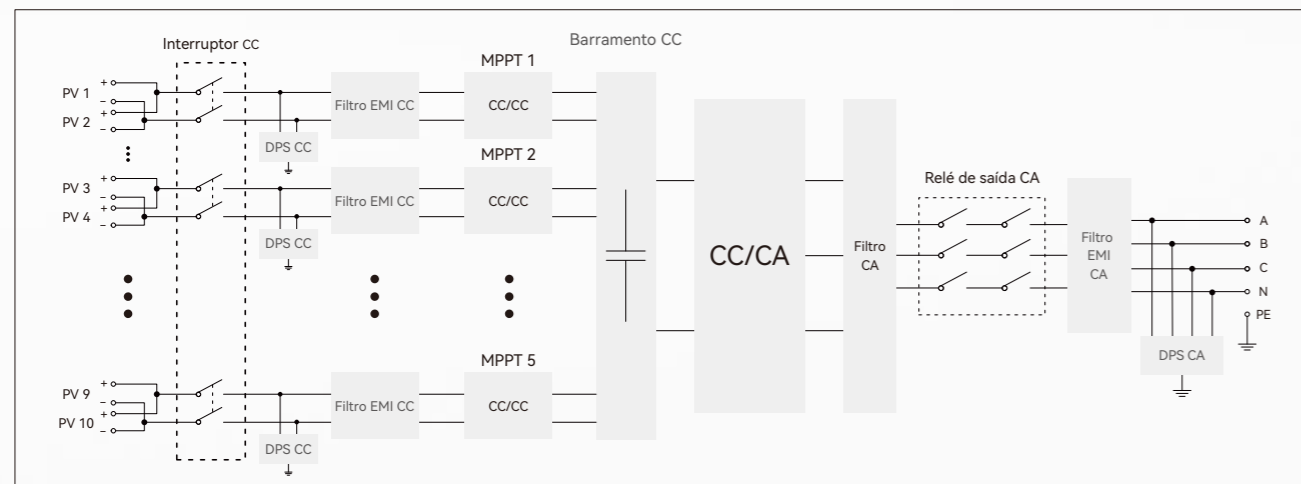 Interruptor CC
Barramento CC
MPPT 1
PV 1
+
−
PV 2
+
−
Filtro EMI CC
CC/CC
DPS CC
MPPT 2
PV 3
+
−
PV 4
+
−
Filtro EMI CC
CC/CC
DPS CC
MPPT 5
PV 9
+
−
PV 10
+
−
Filtro EMI CC
CC/CC
DPS CC
CC/CA
Filtro
CA
Relé de saída CA
Filtro
EMI
CA
A
B
C
N
PE
DPS CA